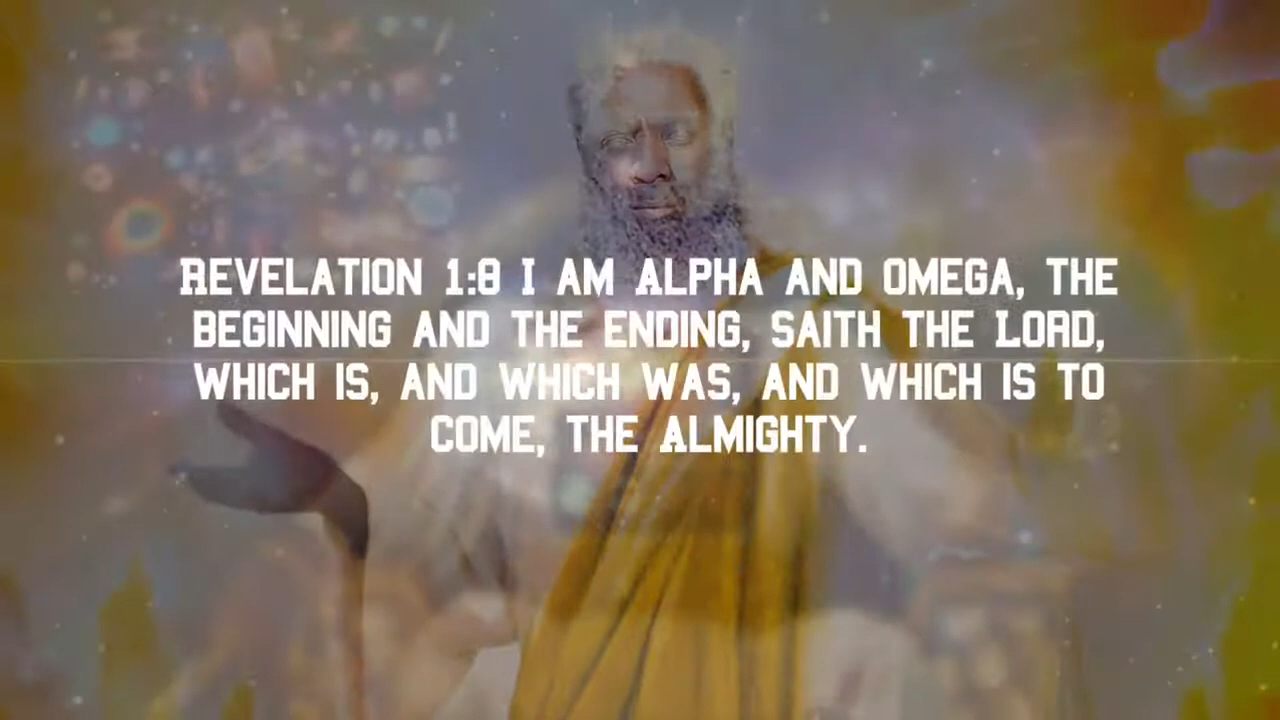 Revelation 1:8 I am Alpha and Omega, the
beginning and the ending, saith the Lord,
which is, and which was, and which is to
come, the Almighty.